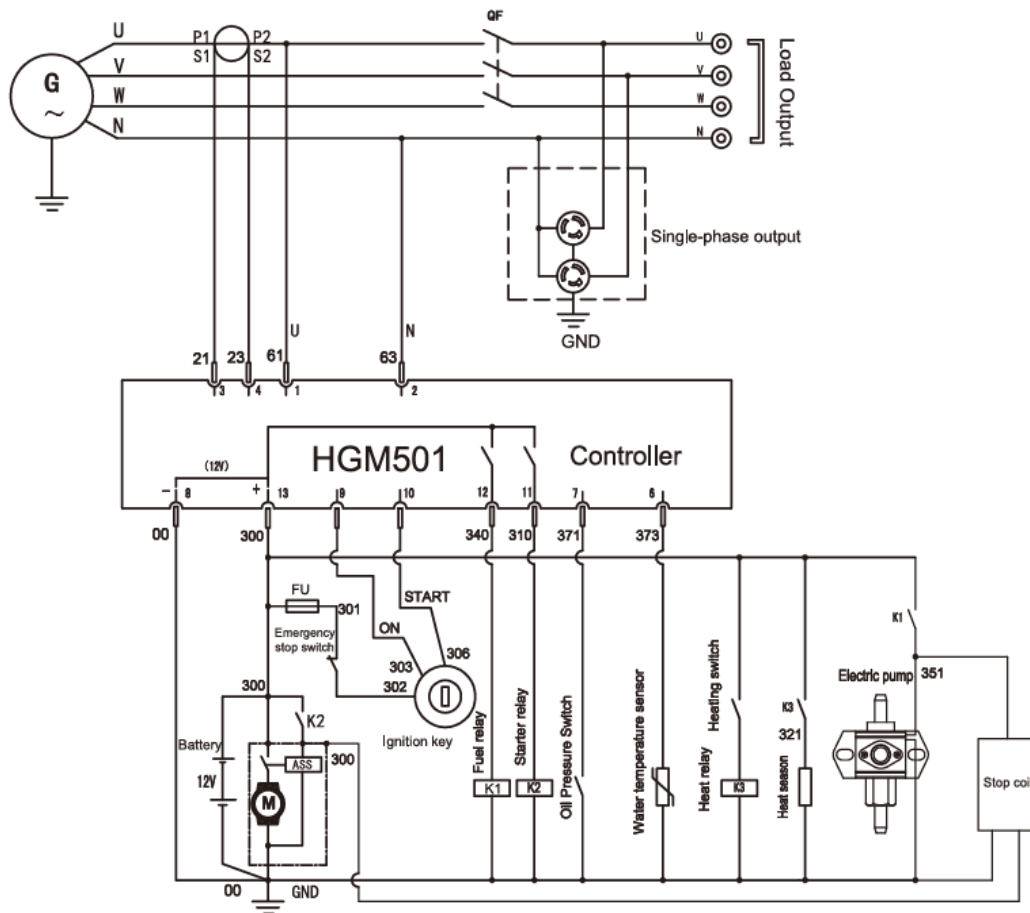 QF
U
P1
P2
U
S1
S2
V
V
G
~
W
W
N
N
Load Output
Single-phase output
GND
U
N
21
23
61
63
3
4
1
2
HGM501
Controller
(12V)
-
8
+
13
9
10
12
11
7
6
00
300
340
310
371
373
FU
301
START
K1
Emergency
stop switch
ON
306
303
302
Electric pump
351
300
K2
Ignition key
Fuel relay
Starter relay
Oil Pressure Switch
Water temperature sensor
Heating switch
Heat relay
K3
321
Heat season
Battery
12V
ASS
300
M
K1
K2
K3
Stop coi
00
GND